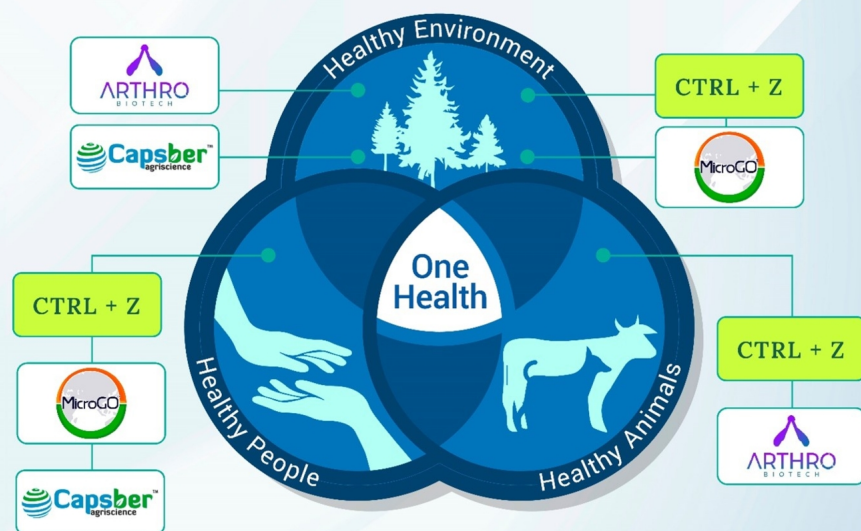 Healthy Environment
ARTHRO
BIOTECH
Capsber™
agriscience
CTRL + Z
MicroGO
One
Health
CTRL + Z
MicroGO
Capsber™
agriscience
Healthy People
Healthy Animals
CTRL + Z
ARTHRO
BIOTECH